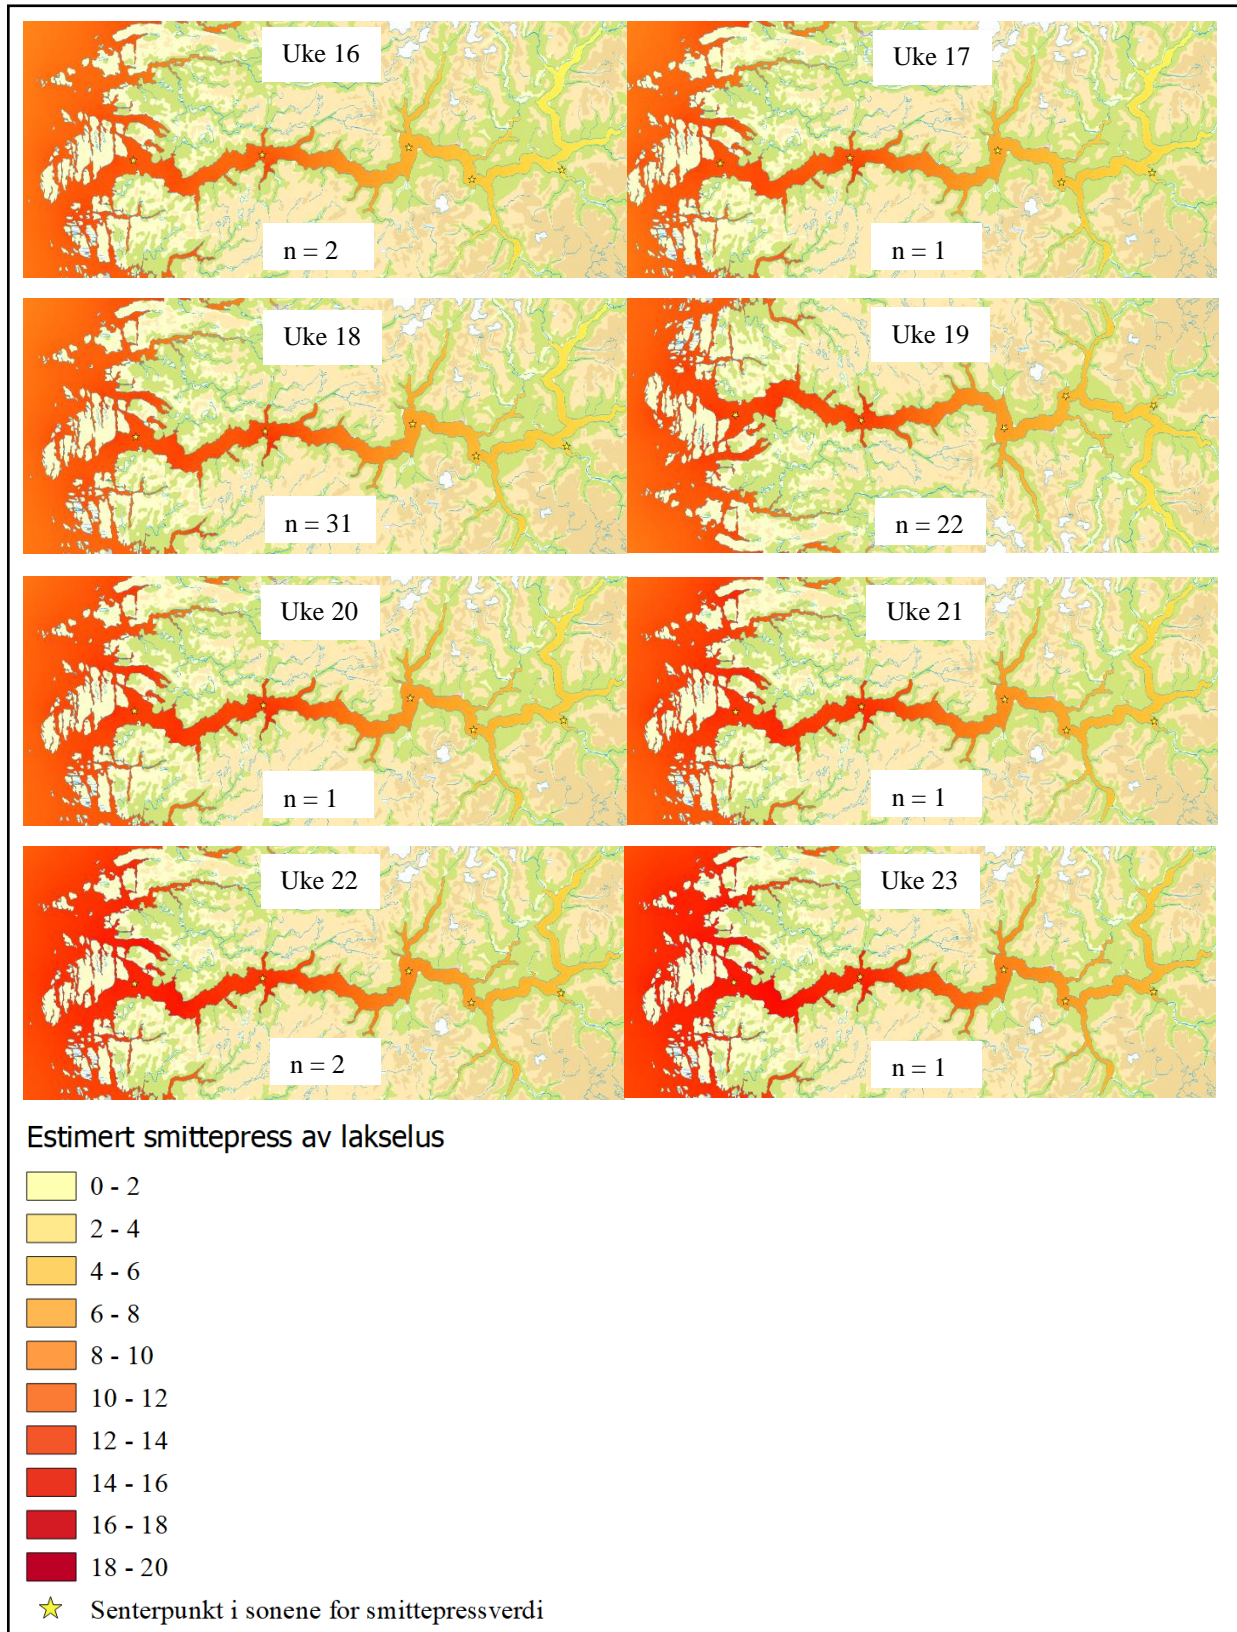 Uke 16
Uke 17
n = 2
n = 1
Uke 18
Uke 19
n = 31
n = 22
Uke 20
Uke 21
n = 1
n = 1
Uke 22
Uke 23
n = 2
n = 1
Estimert smittepress av lakselus
0 - 2
2 - 4
4 - 6
6 - 8
8 - 10
10 - 12
12 - 14
14 - 16
16 - 18
18 - 20
Senterpunkt i sonene for smittepressverdi